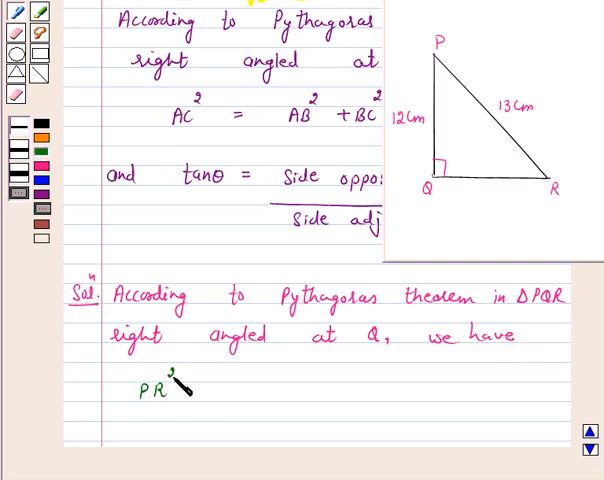 According to Pythagoras
right angled at
AC² = AB² + BC²
and tanθ = Side oppo
Side adj
P
12Cm
13Cm
Q
R
Solⁿ. According to Pythagoras theorem in ΔPQR
right angled at Q, we have
PR²